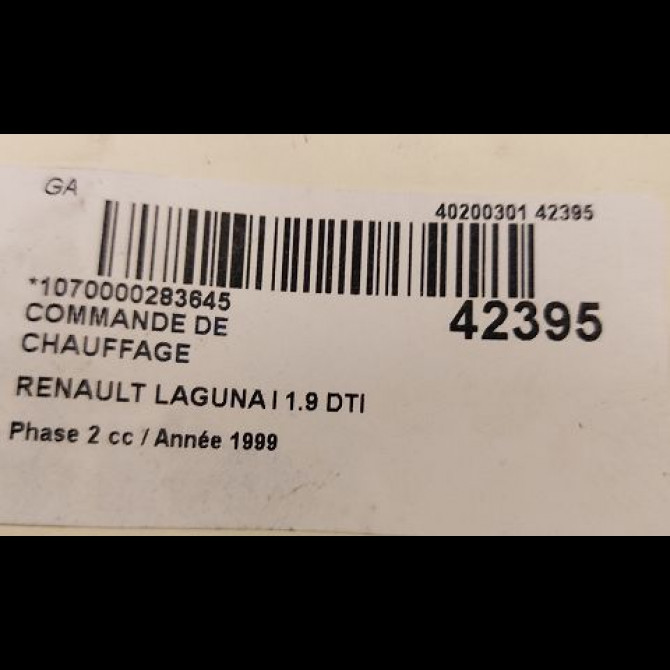 GA
40200301 42395
*1070000283645
42395
COMMANDE DE
CHAUFFAGE
RENAULT LAGUNA I 1.9 DTI
Phase 2 cc / Année 1999